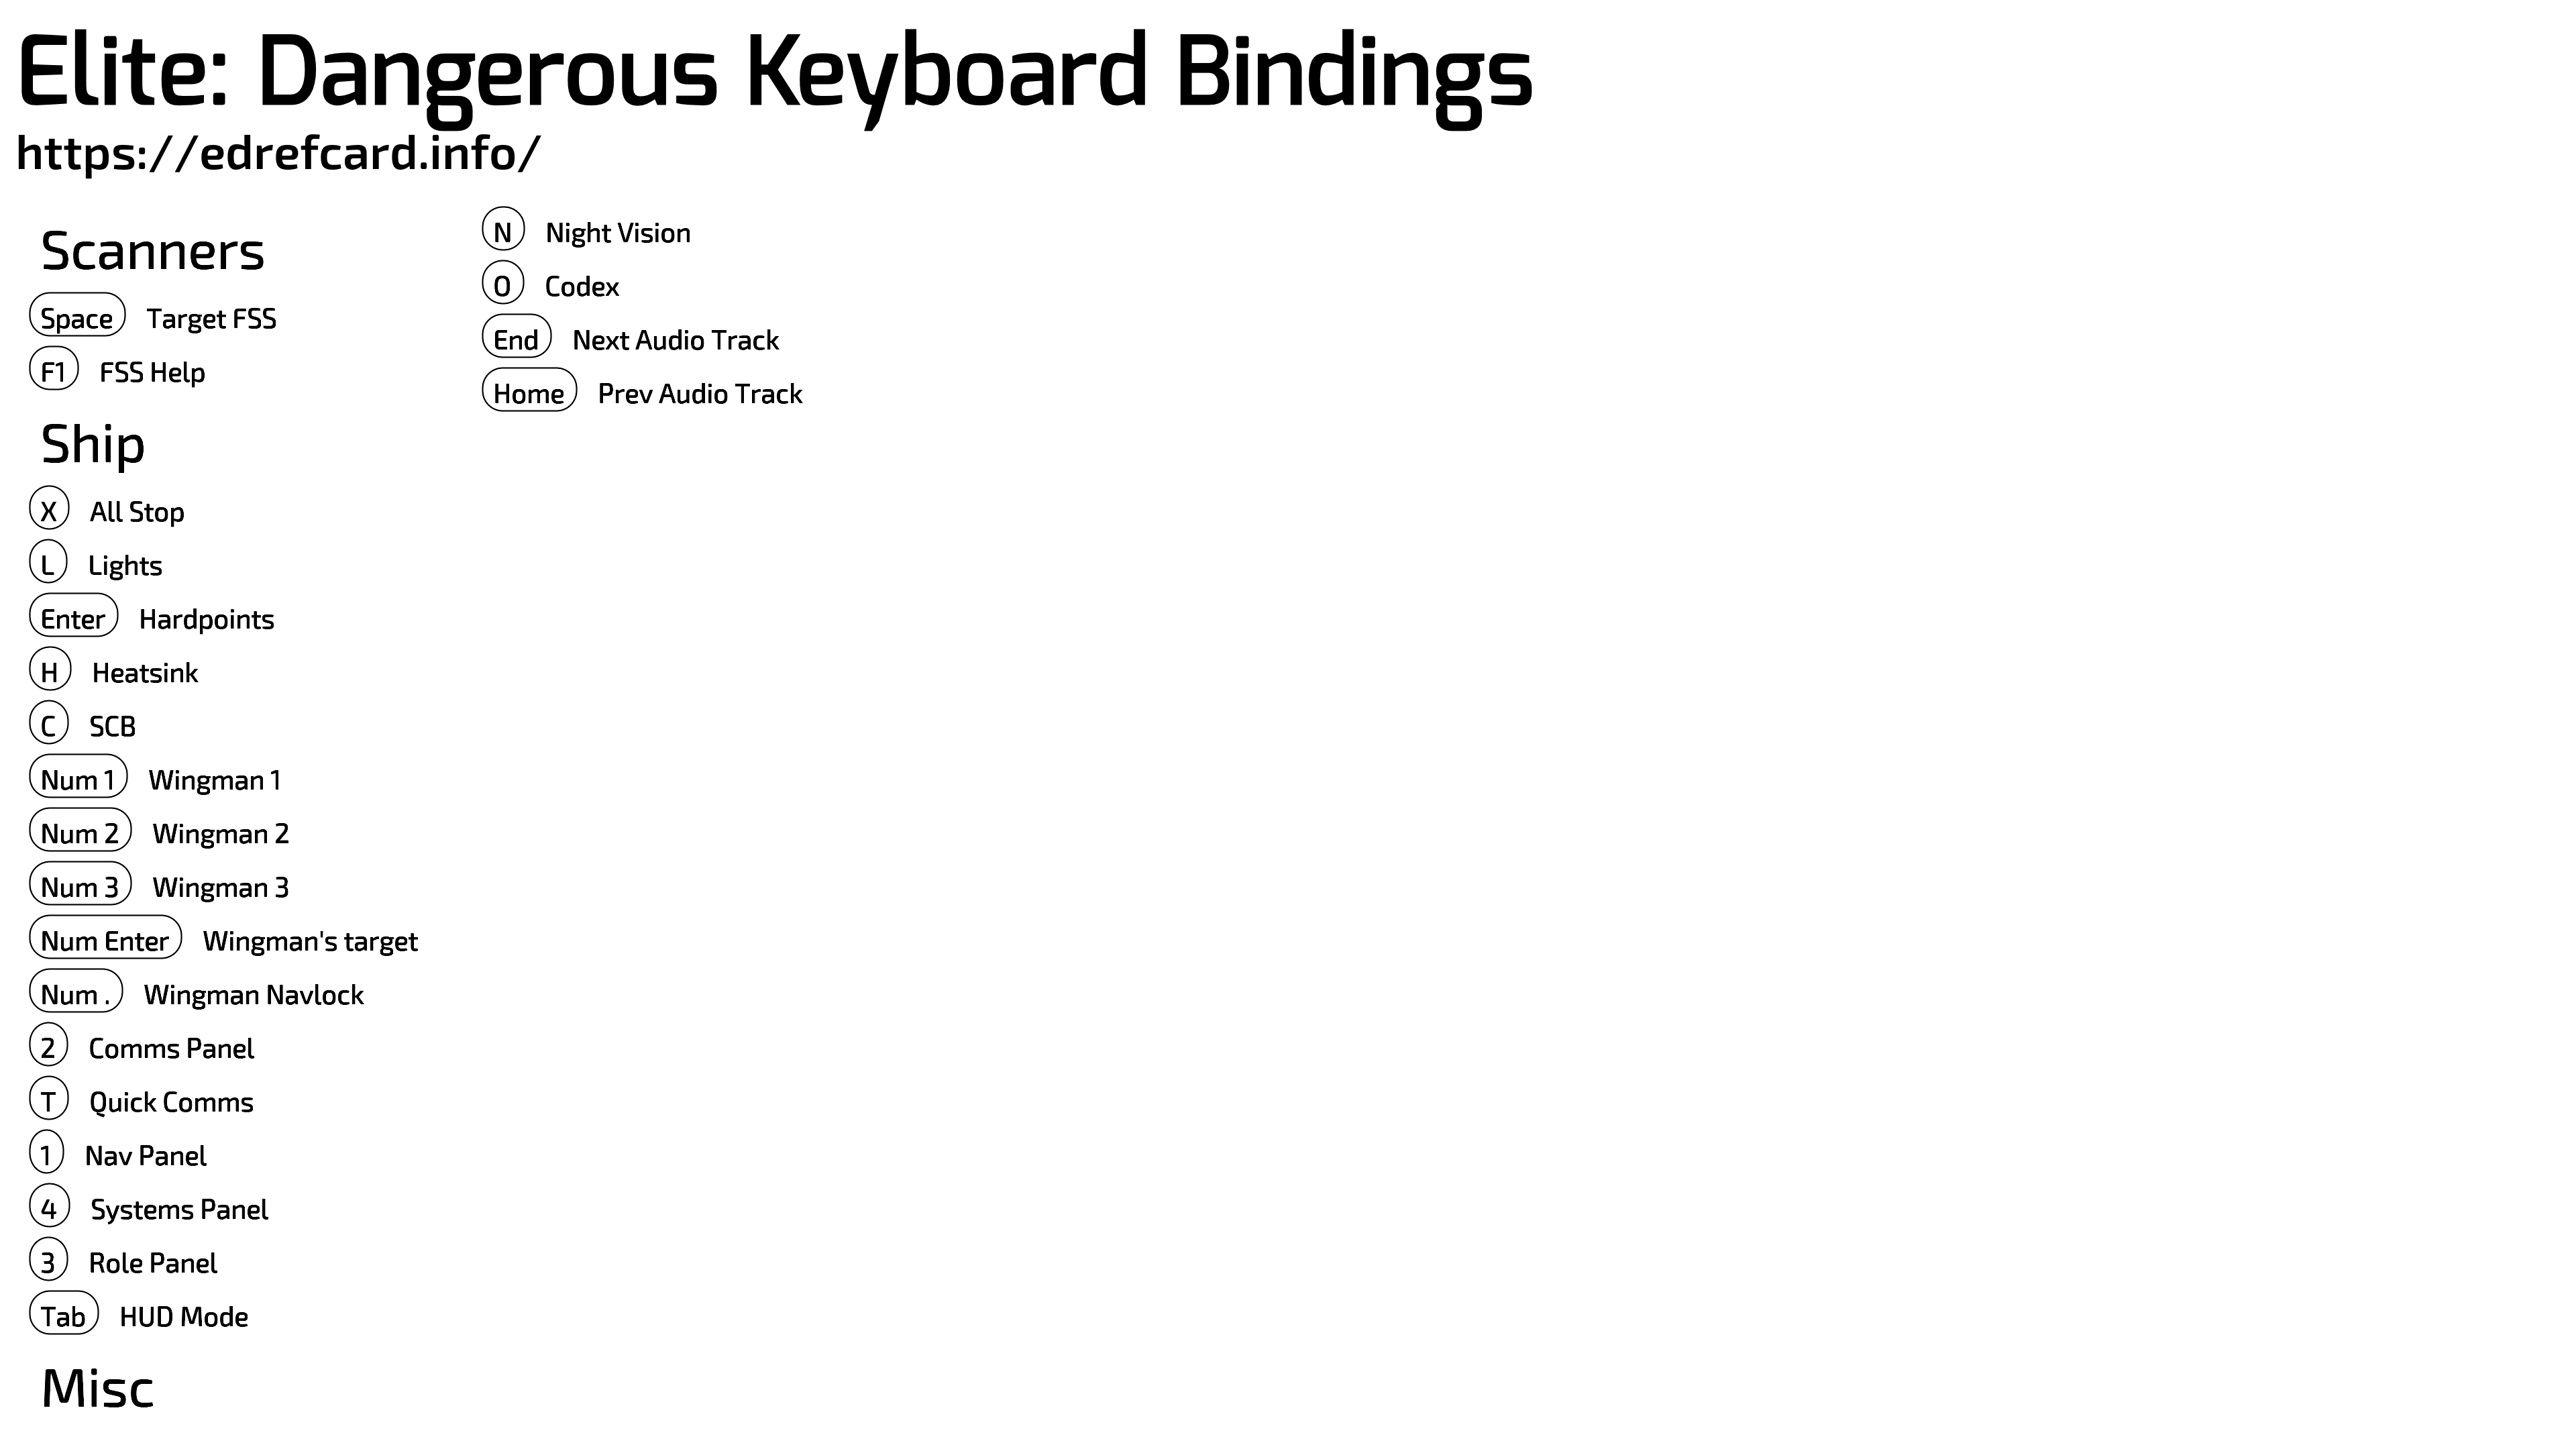 Elite: Dangerous Keyboard Bindings
https://edrefcard.info/
Scanners
Space Target FSS
F1 FSS Help
Ship
X All Stop
L Lights
Enter Hardpoints
H Heatsink
C SCB
Num 1 Wingman 1
Num 2 Wingman 2
Num 3 Wingman 3
Num Enter Wingman's target
Num . Wingman Navlock
2 Comms Panel
T Quick Comms
1 Nav Panel
4 Systems Panel
3 Role Panel
Tab HUD Mode
Misc
N Night Vision
O Codex
End Next Audio Track
Home Prev Audio Track